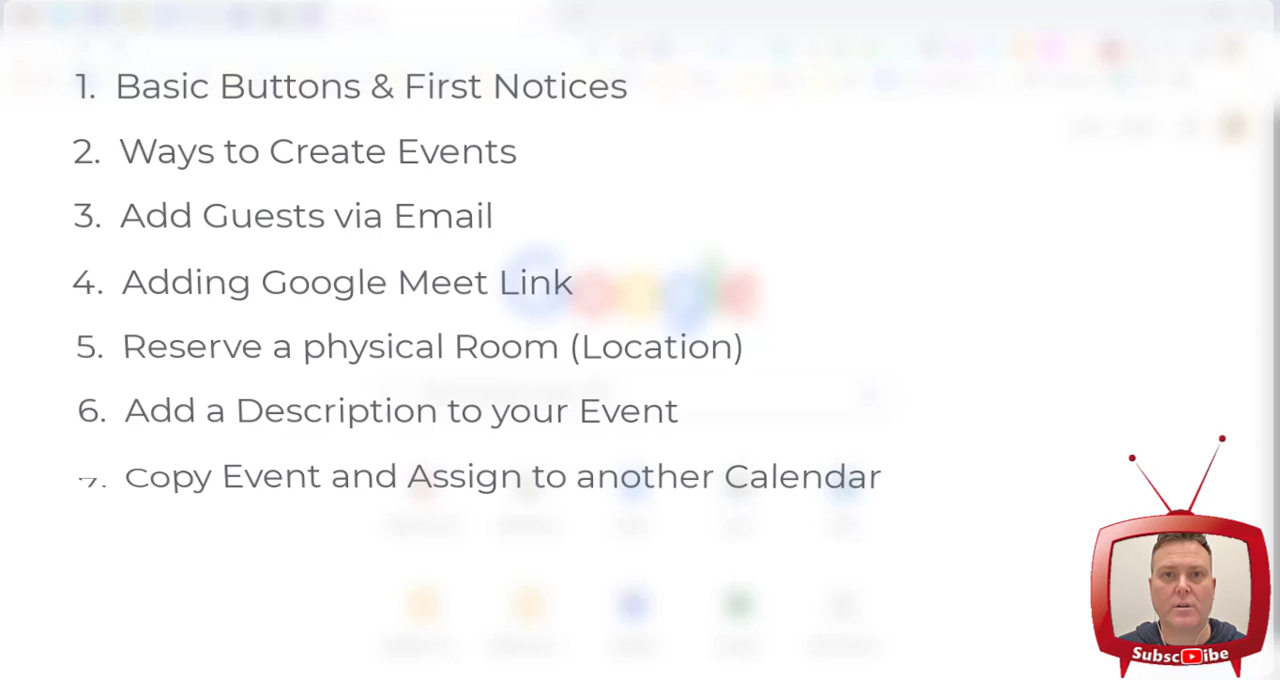 1. Basic Buttons & First Notices
2. Ways to Create Events
3. Add Guests via Email
4. Adding Google Meet Link
5. Reserve a physical Room (Location)
6. Add a Description to your Event
7. Copy Event and Assign to another Calendar
Google
Subscribe